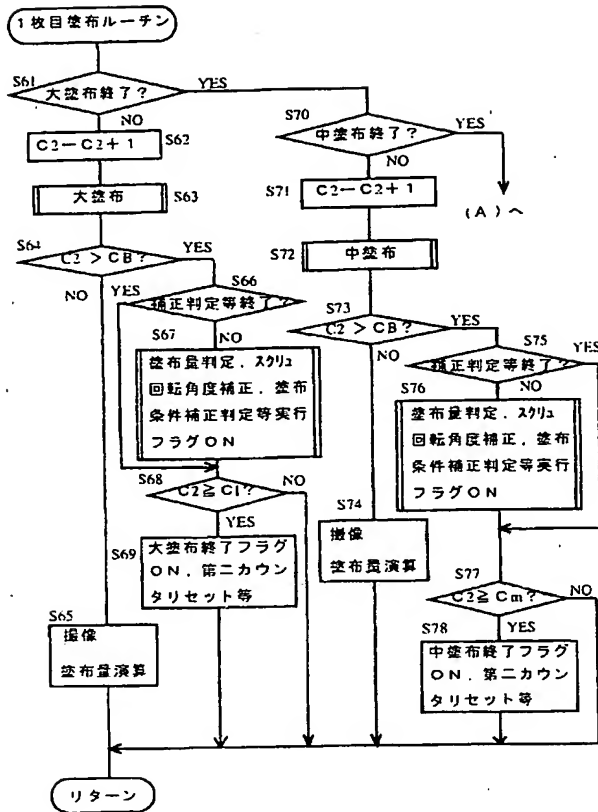 1枚目塗布ルーチン
S61
大塗布終了?
YES
NO
C2−C2+1
S62
大塗布
S63
S64
C2>CB?
YES
NO
S66
補正判定等終了?
YES
NO
S67
塗布量判定、スクリュ
回転角度補正、塗布
条件補正判定等実行
フラグON
S68
C2≧Cl?
NO
YES
S69
大塗布終了フラグ
ON、第二カウン
タリセット等
S65
撮像
塗布量演算
リターン
S70
中塗布終了?
YES
NO
(A)へ
S71
C2−C2+1
S72
中塗布
S73
C2>CB?
YES
NO
S74
撮像
塗布量演算
S75
補正判定等終了?
YES
NO
S76
塗布量判定、スクリュ
回転角度補正、塗布
条件補正判定等実行
フラグON
S77
C2≧Cm?
NO
YES
S78
中塗布終了フラグ
ON、第二カウン
タリセット等